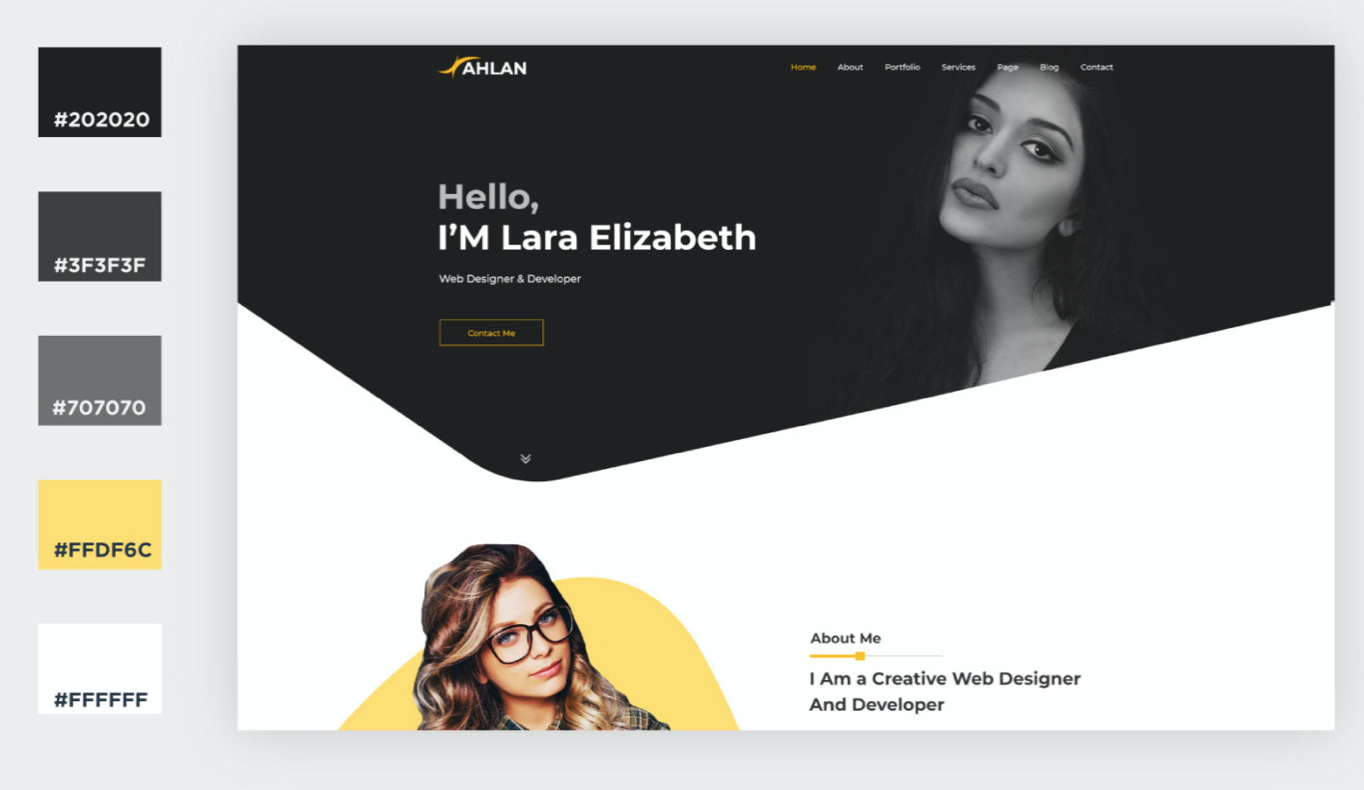 #202020
#3F3F3F
#707070
#FFDF6C
#FFFFFF
AHLAN
Home About Portfolio Services Page Blog Contact
Hello,
I’M Lara Elizabeth
Web Designer & Developer
Contact Me
About Me
I Am a Creative Web Designer
And Developer